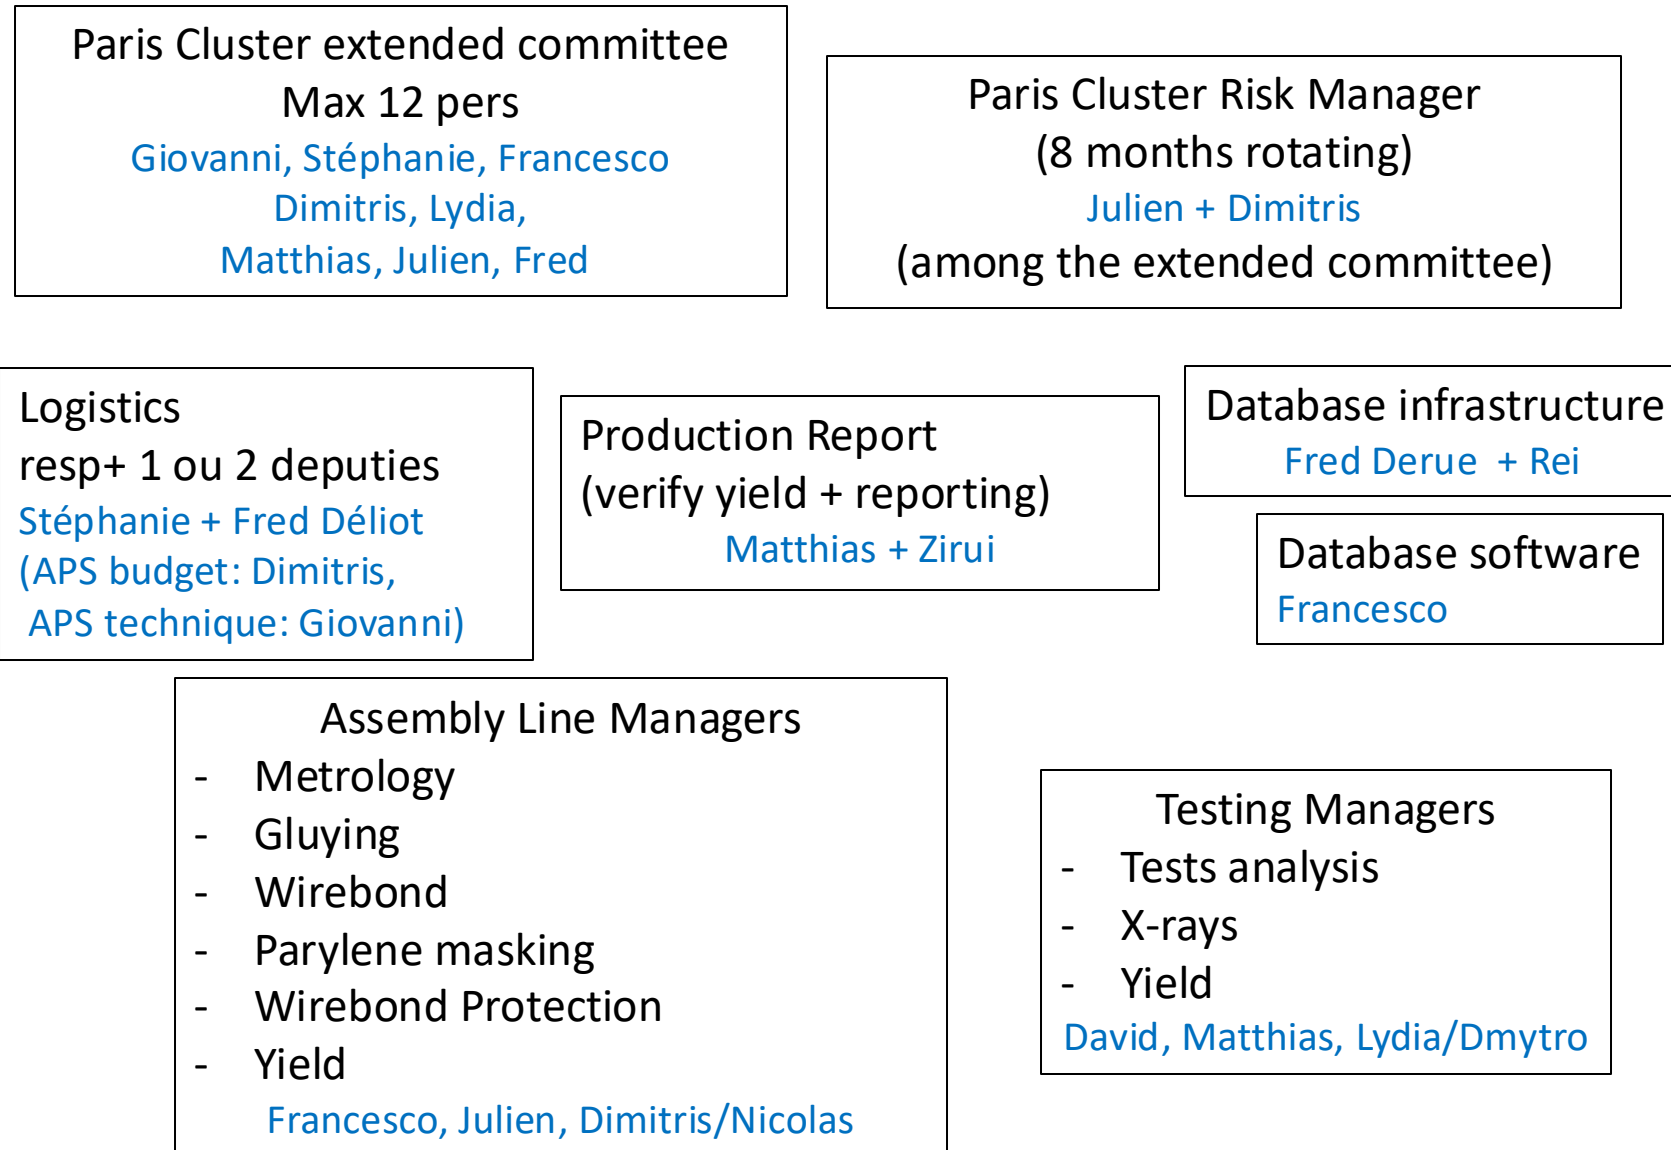 Paris Cluster extended committee
Max 12 pers
Giovanni, Stéphanie, Francesco
Dimitris, Lydia,
Matthias, Julien, Fred
Paris Cluster Risk Manager
(8 months rotating)
Julien + Dimitris
(among the extended committee)
Logistics
resp+ 1 ou 2 deputies
Stéphanie + Fred Déliot
(APS budget: Dimitris,
APS technique: Giovanni)
Production Report
(verify yield + reporting)
Matthias + Zirui
Database infrastructure
Fred Derue + Rei
Database software
Francesco
Assembly Line Managers
- Metrology
- Gluying
- Wirebond
- Parylene masking
- Wirebond Protection
- Yield
Francesco, Julien, Dimitris/Nicolas
Testing Managers
- Tests analysis
- X-rays
- Yield
David, Matthias, Lydia/Dmytro